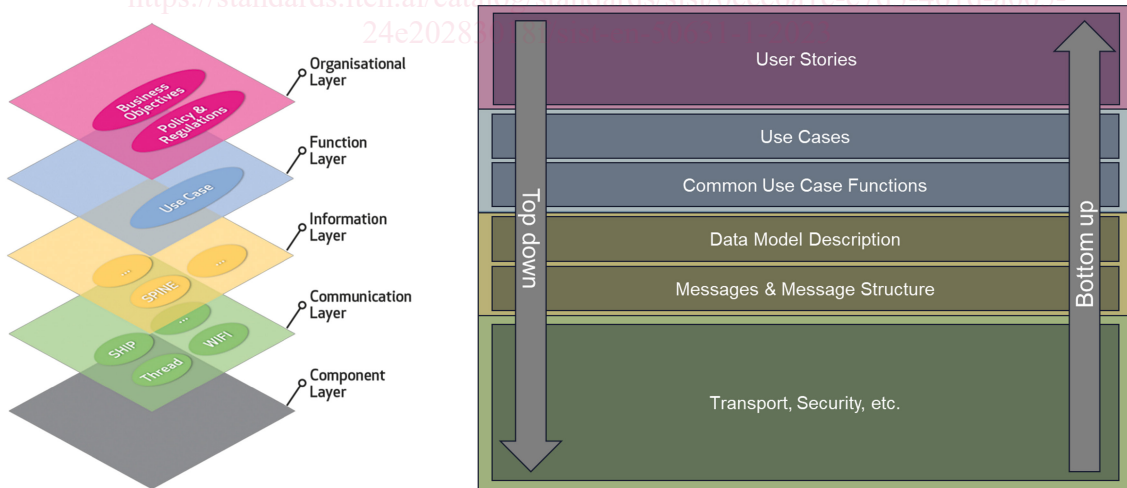 Organisational
Layer
Business
Objectives
Policy &
Regulations
Function
Layer
Use Case
Information
Layer
...
...
SPINE
Communication
Layer
...
SHIP
WIFI
Thread
Component
Layer
User Stories
Use Cases
Common Use Case Functions
Data Model Description
Messages & Message Structure
Transport, Security, etc.
Top down
Bottom up